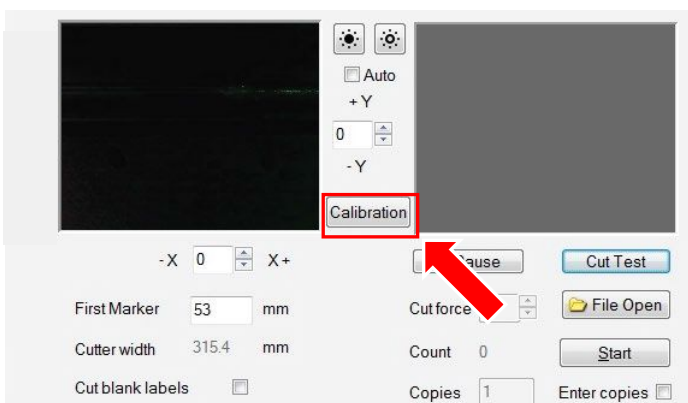 Auto
+ Y
0
- Y
Calibration
- X 0 X +
Cut Test
First Marker 53 mm
Cut force
File Open
Cutter width 315.4 mm
Count 0
Start
Cut blank labels
Copies 1
Enter copies